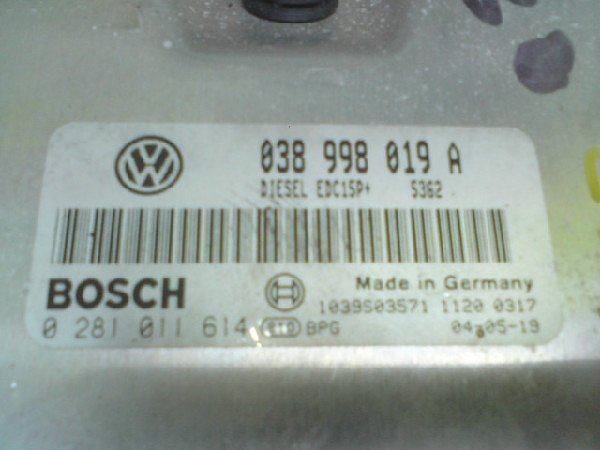 038 998 019 A
DIESEL EDC15P+ S362
BOSCH
Made in Germany
1039S03571 1120 0317
0 281 011 614 BPG 04-05-19